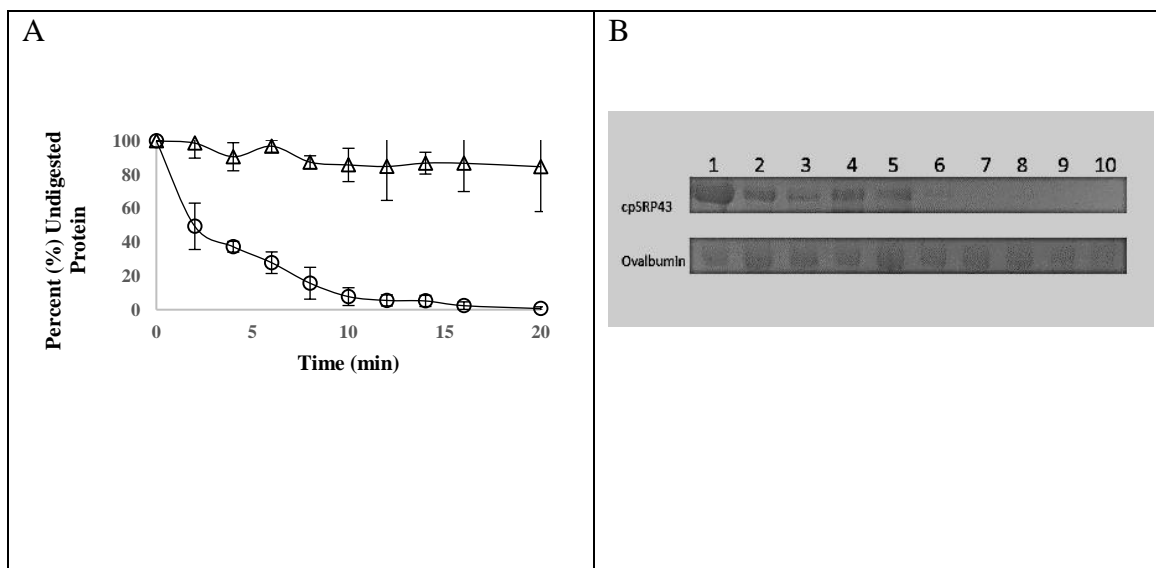 A
Percent (%) Undigested
Protein
100
80
60
40
20
0
0 5 10 15 20
Time (min)
B
1 2 3 4 5 6 7 8 9 10
cpSRP43
Ovalbumin